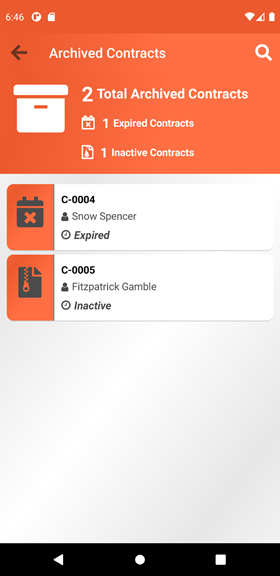 6:46
Archived Contracts
2 Total Archived Contracts
1 Expired Contracts
1 Inactive Contracts
C-0004
Snow Spencer
Expired
C-0005
Fitzpatrick Gamble
Inactive